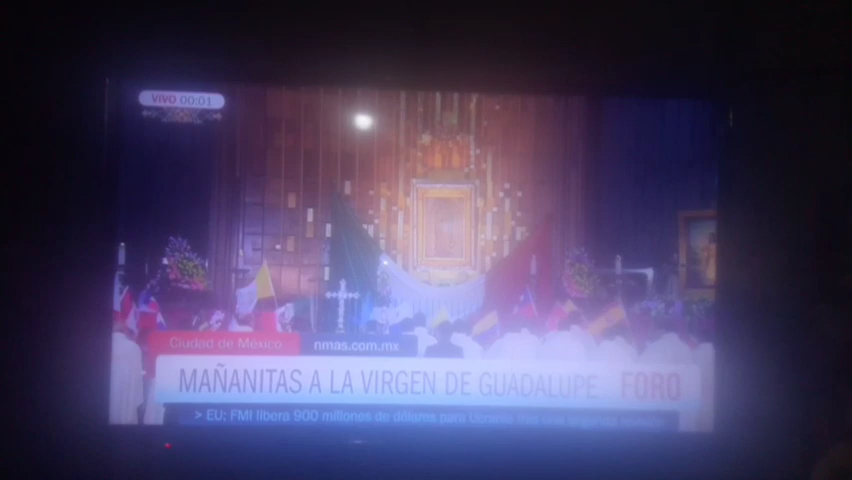 VIVO 00:01
Ciudad de México nmas.com.mx
MAÑANITAS A LA VIRGEN DE GUADALUPE FORO
> EU: FMI libera 900 millones de dólares para Ucrania tras